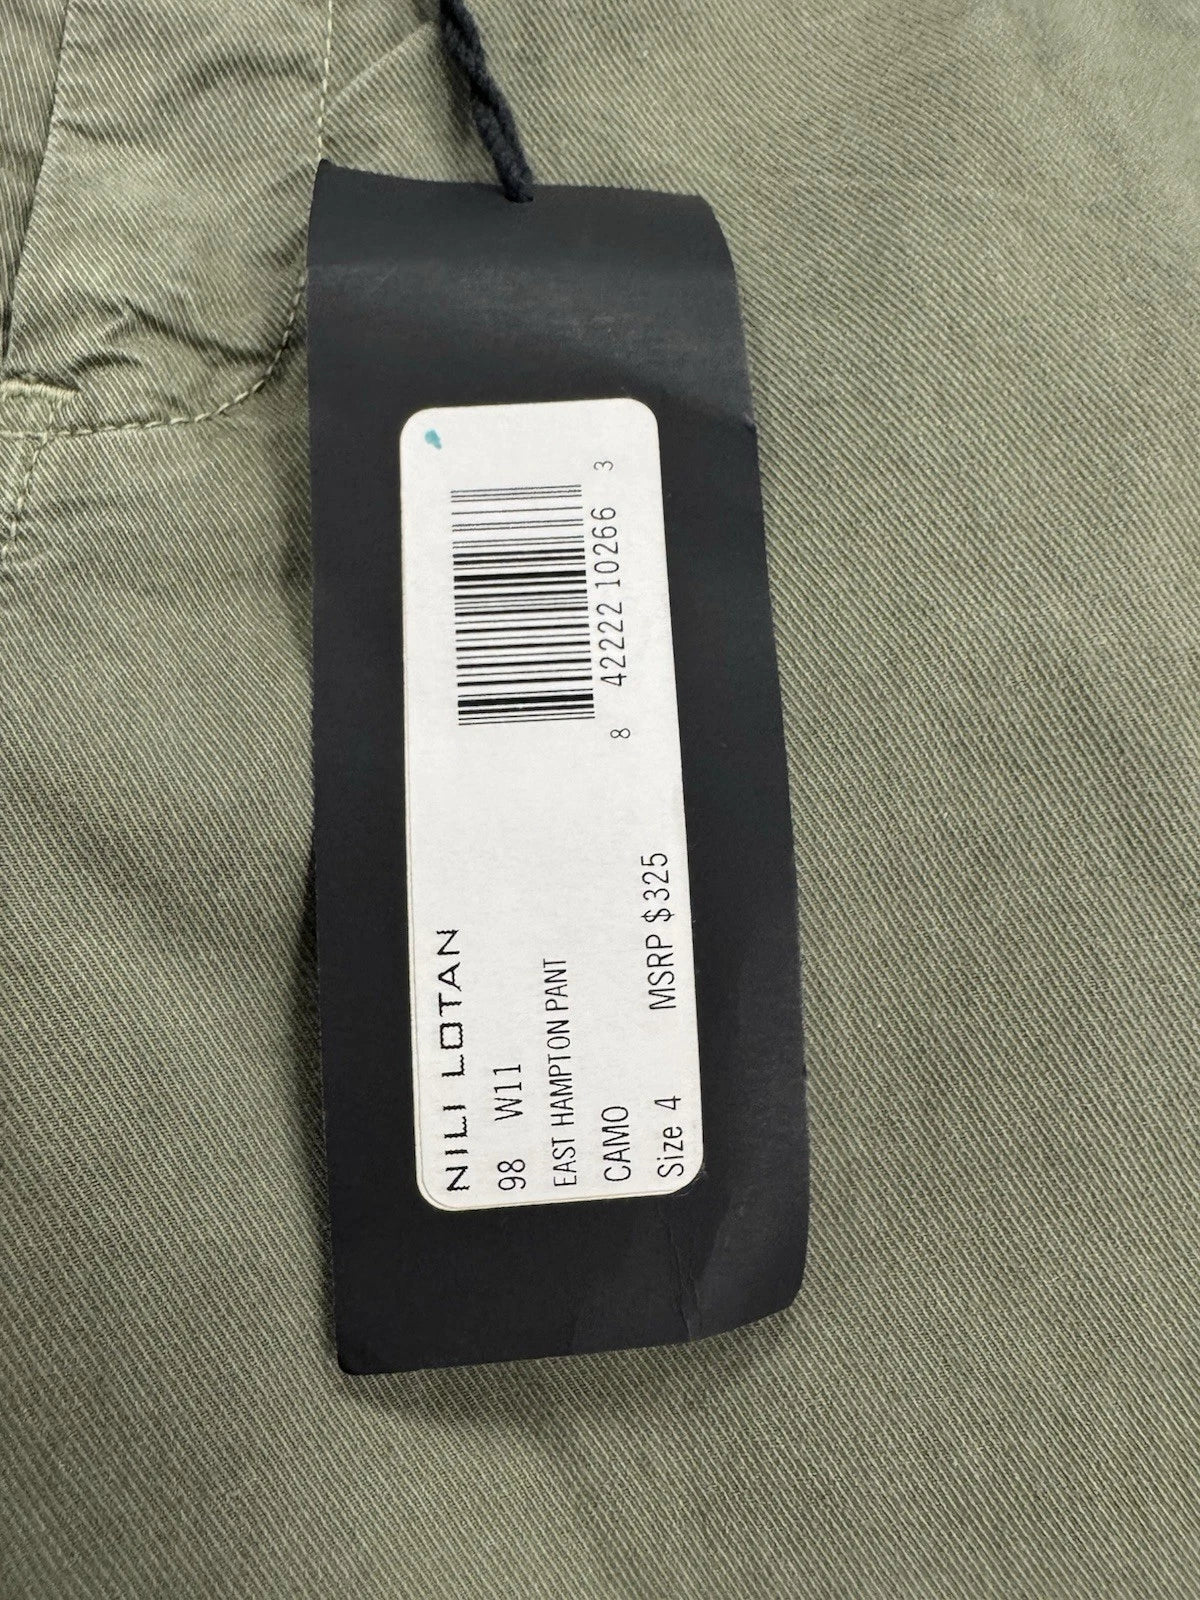 NILI LOTAN
98 W11
EAST HAMPTON PANT
CAMO
Size 4 MSRP $325
8 42222 10266 3